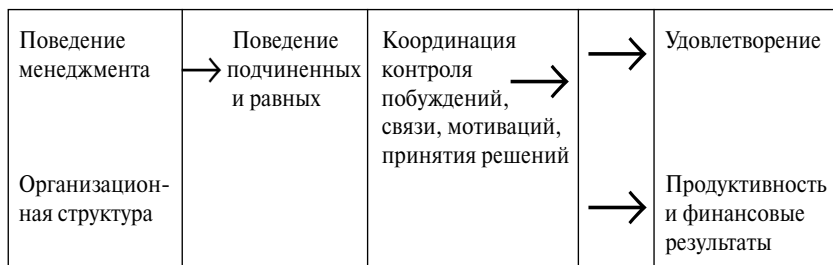 Поведение
менеджмента
Организацион-
ная структура
Поведение
подчиненных
и равных
Координация
контроля
побуждений,
связи, мотиваций,
принятия решений
Удовлетворение
Продуктивность
и финансовые
результаты